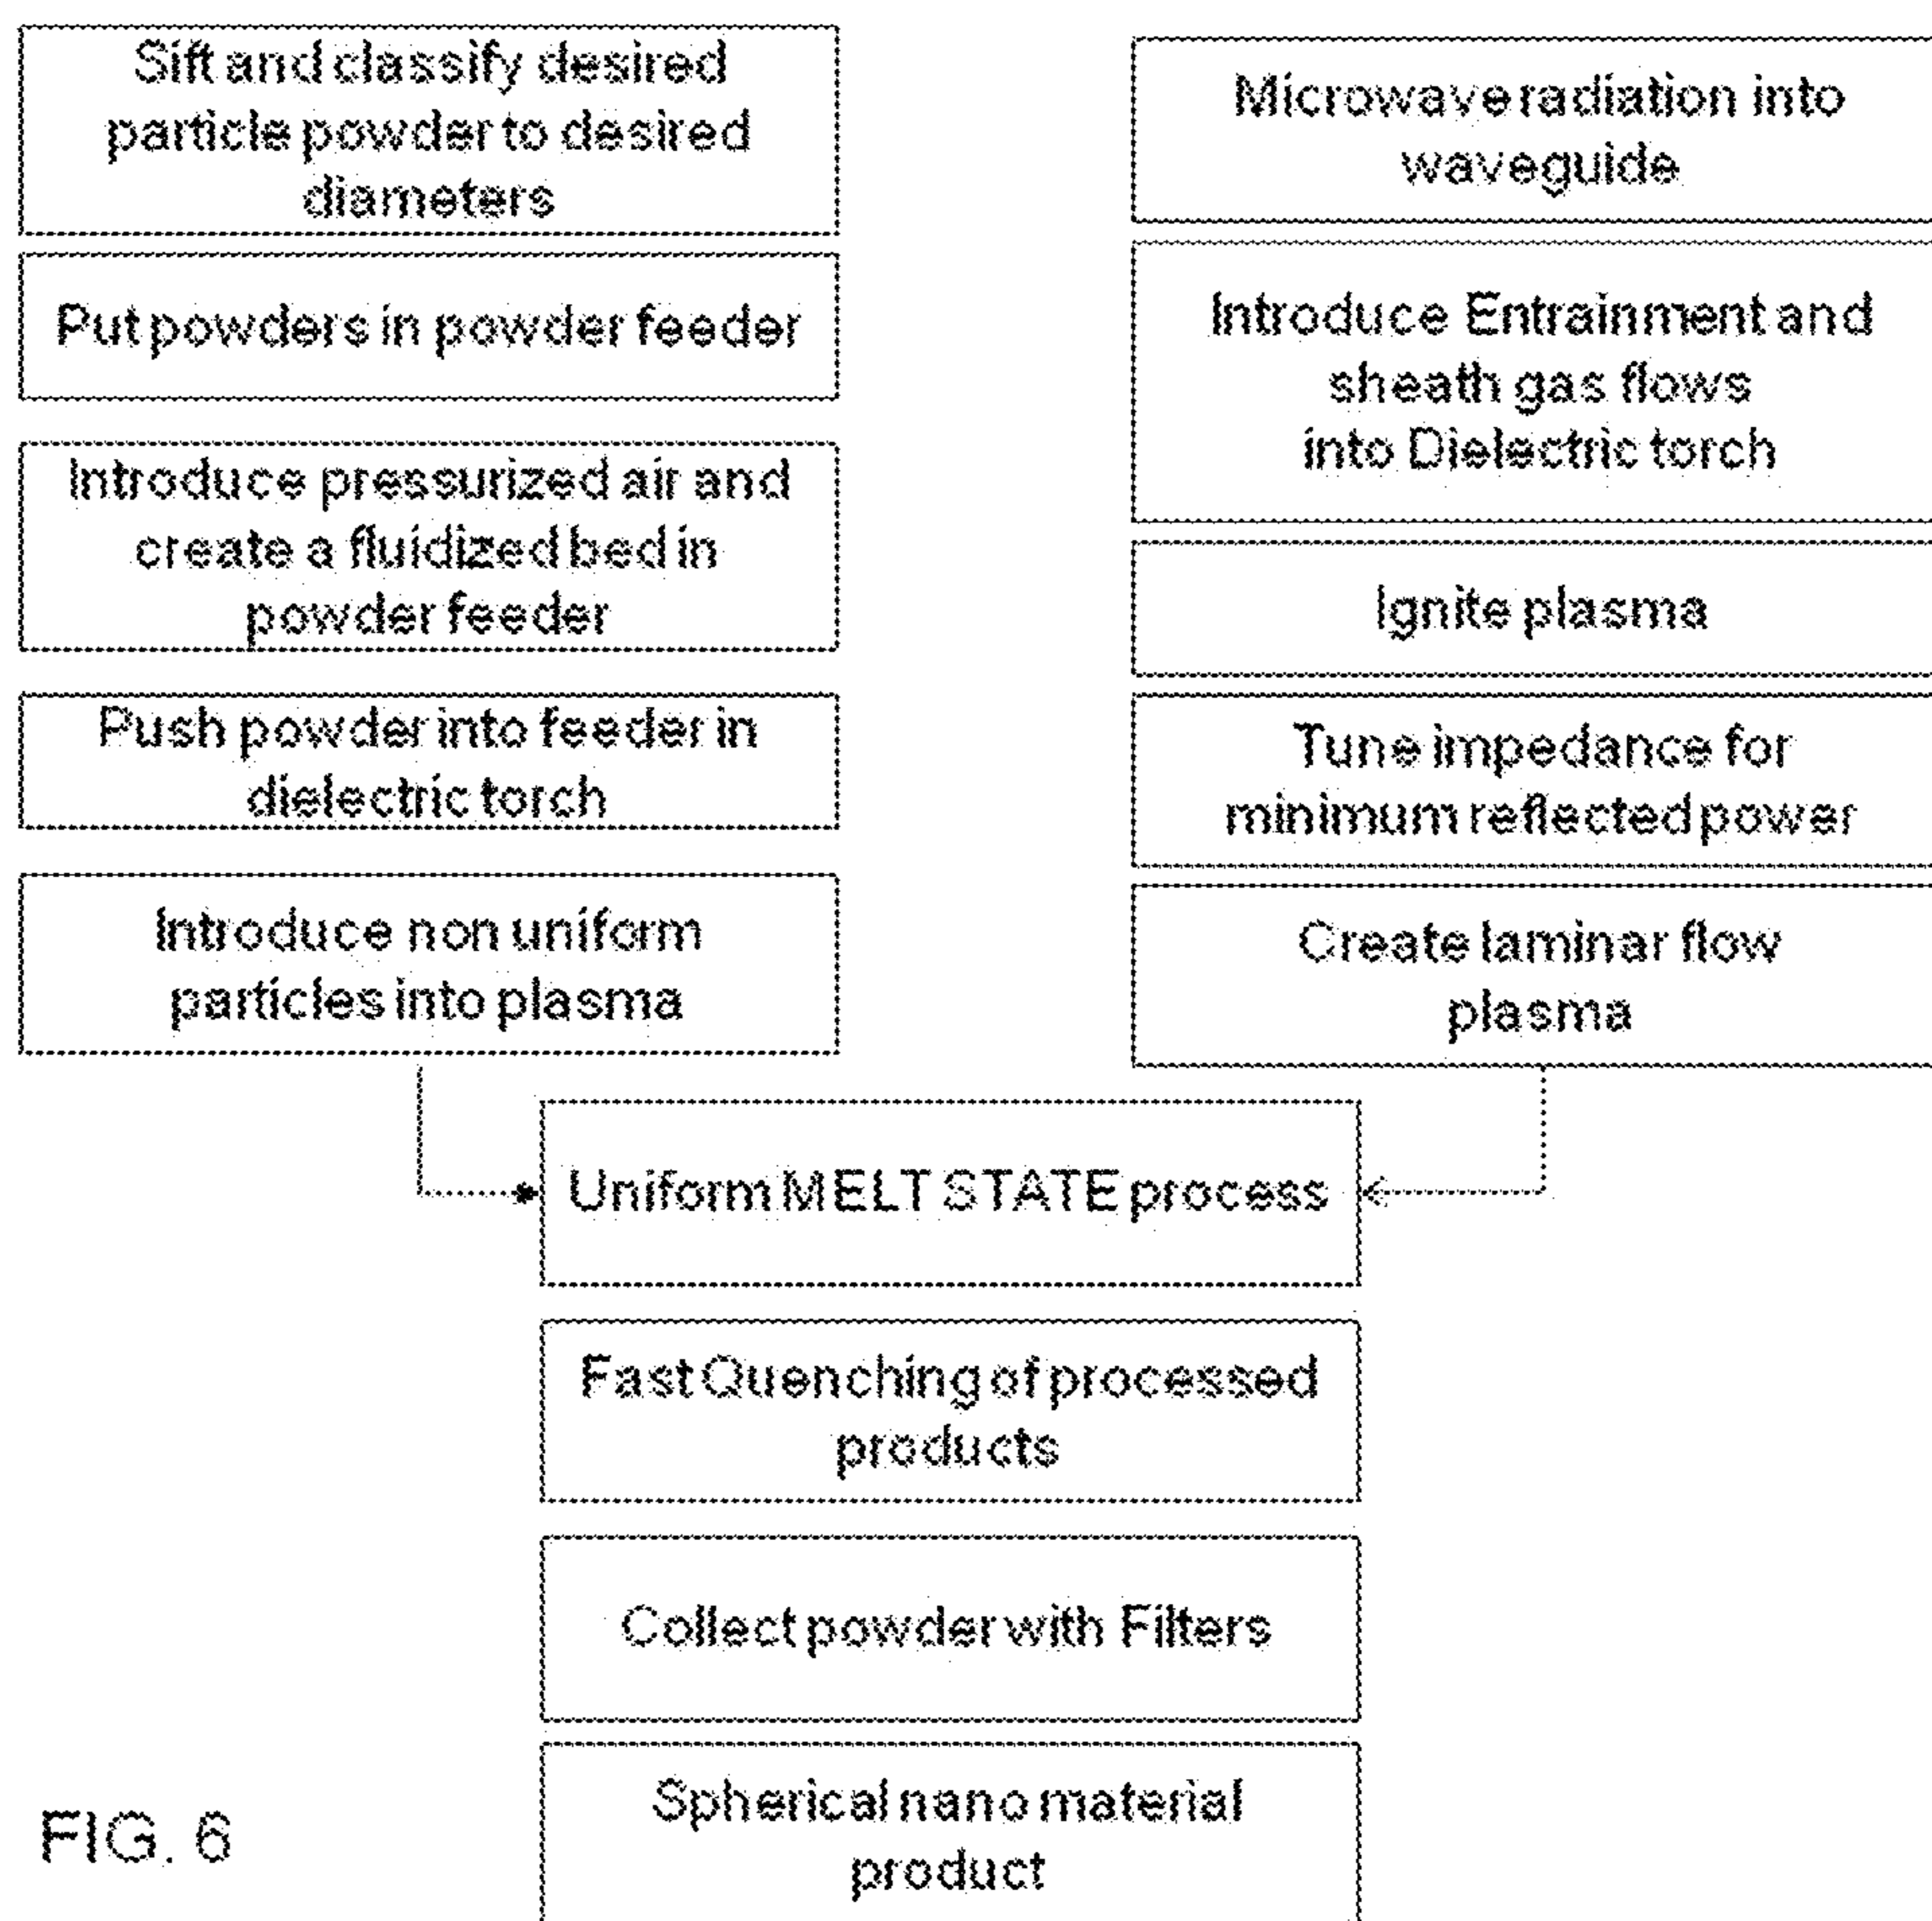 Sift and classify desired
particle powder to desired
diameters
Put powders in powder feeder
Introduce pressurized air and
create a fluidized bed in
powder feeder
Push powder into feeder in
dielectric torch
Introduce non uniform
particles into plasma
Microwave radiation into
waveguide
Introduce Entrainment and
sheath gas flows
into Dielectric torch
Ignite plasma
Tune impedance for
minimum reflected power
Create laminar flow
plasma
Uniform MELT STATE process
Fast Quenching of processed
products
Collect powder with Filters
Spherical nano material
product
FIG. 6